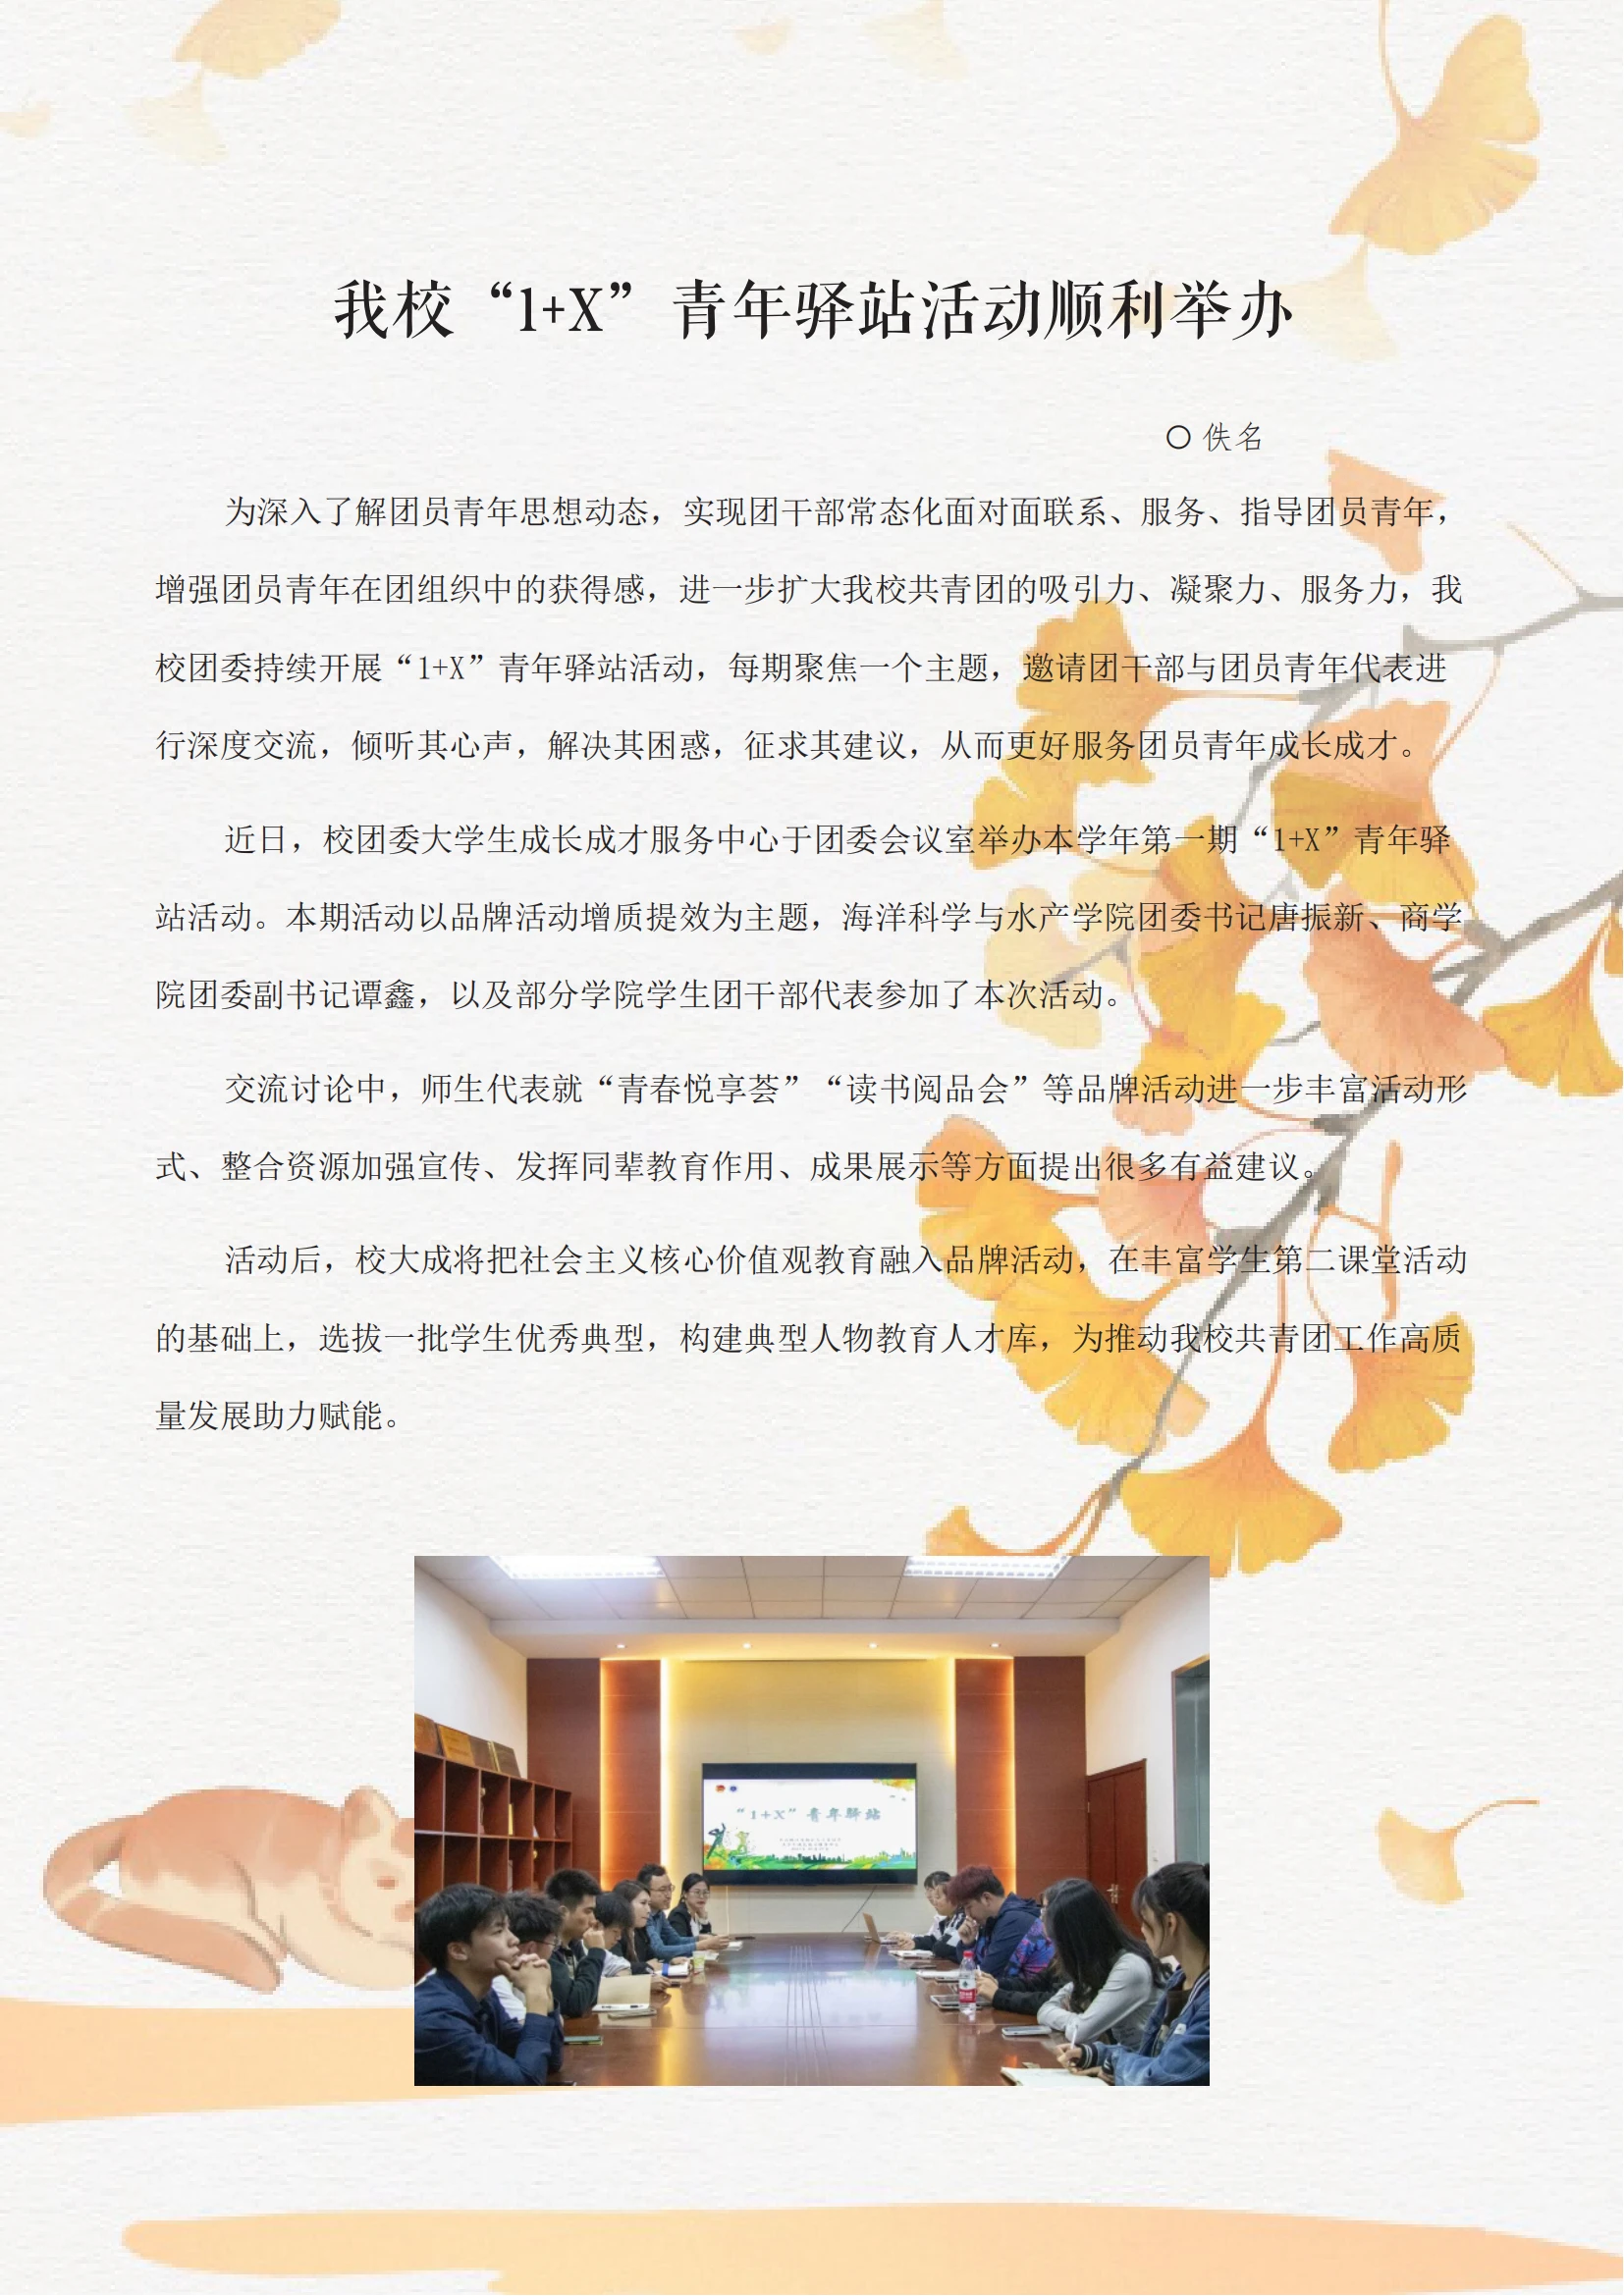 我校“1+X”青年驿站活动顺利举办
〇 佚名
为深入了解团员青年思想动态，实现团干部常态化面对面联系、服务、指导团员青年，
增强团员青年在团组织中的获得感，进一步扩大我校共青团的吸引力、凝聚力、服务力，我
校团委持续开展“1+X”青年驿站活动，每期聚焦一个主题，邀请团干部与团员青年代表进
行深度交流，倾听其心声，解决其困惑，征求其建议，从而更好服务团员青年成长成才。
近日，校团委大学生成长成才服务中心于团委会议室举办本学年第一期“1+X”青年驿
站活动。本期活动以品牌活动增质提效为主题，海洋科学与水产学院团委书记唐振新、商学
院团委副书记谭鑫，以及部分学院学生团干部代表参加了本次活动。
交流讨论中，师生代表就“青春悦享荟”“读书阅品会”等品牌活动进一步丰富活动形
式、整合资源加强宣传、发挥同辈教育作用、成果展示等方面提出很多有益建议。
活动后，校大成将把社会主义核心价值观教育融入品牌活动，在丰富学生第二课堂活动
的基础上，选拔一批学生优秀典型，构建典型人物教育人才库，为推动我校共青团工作高质
量发展助力赋能。
“1+X”青年驿站